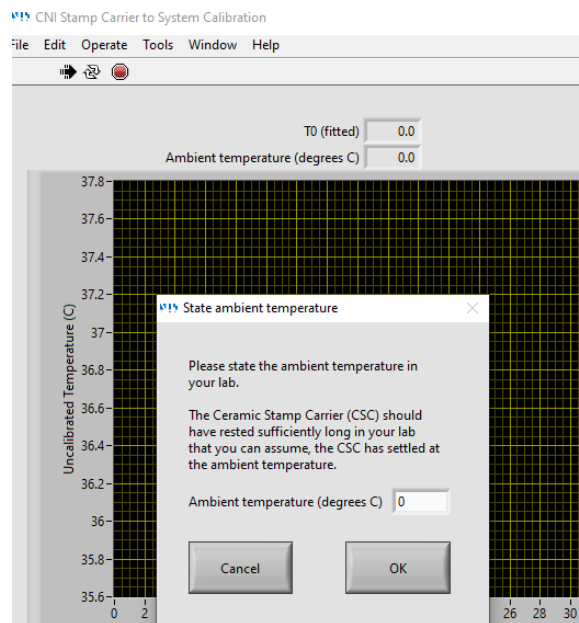 CNI Stamp Carrier to System Calibration
File Edit Operate Tools Window Help
T0 (fitted) 0.0
Ambient temperature (degrees C) 0.0
Uncalibrated Temperature (C)
37.8
37.6
37.4
37.2
37
36.8
36.6
36.4
36.2
36
35.8
35.6
State ambient temperature
Please state the ambient temperature in
your lab.
The Ceramic Stamp Carrier (CSC) should
have rested sufficiently long in your lab
that you can assume, the CSC has settled at
the ambient temperature.
Ambient temperature (degrees C) 0
Cancel OK
0 2 26 28 30